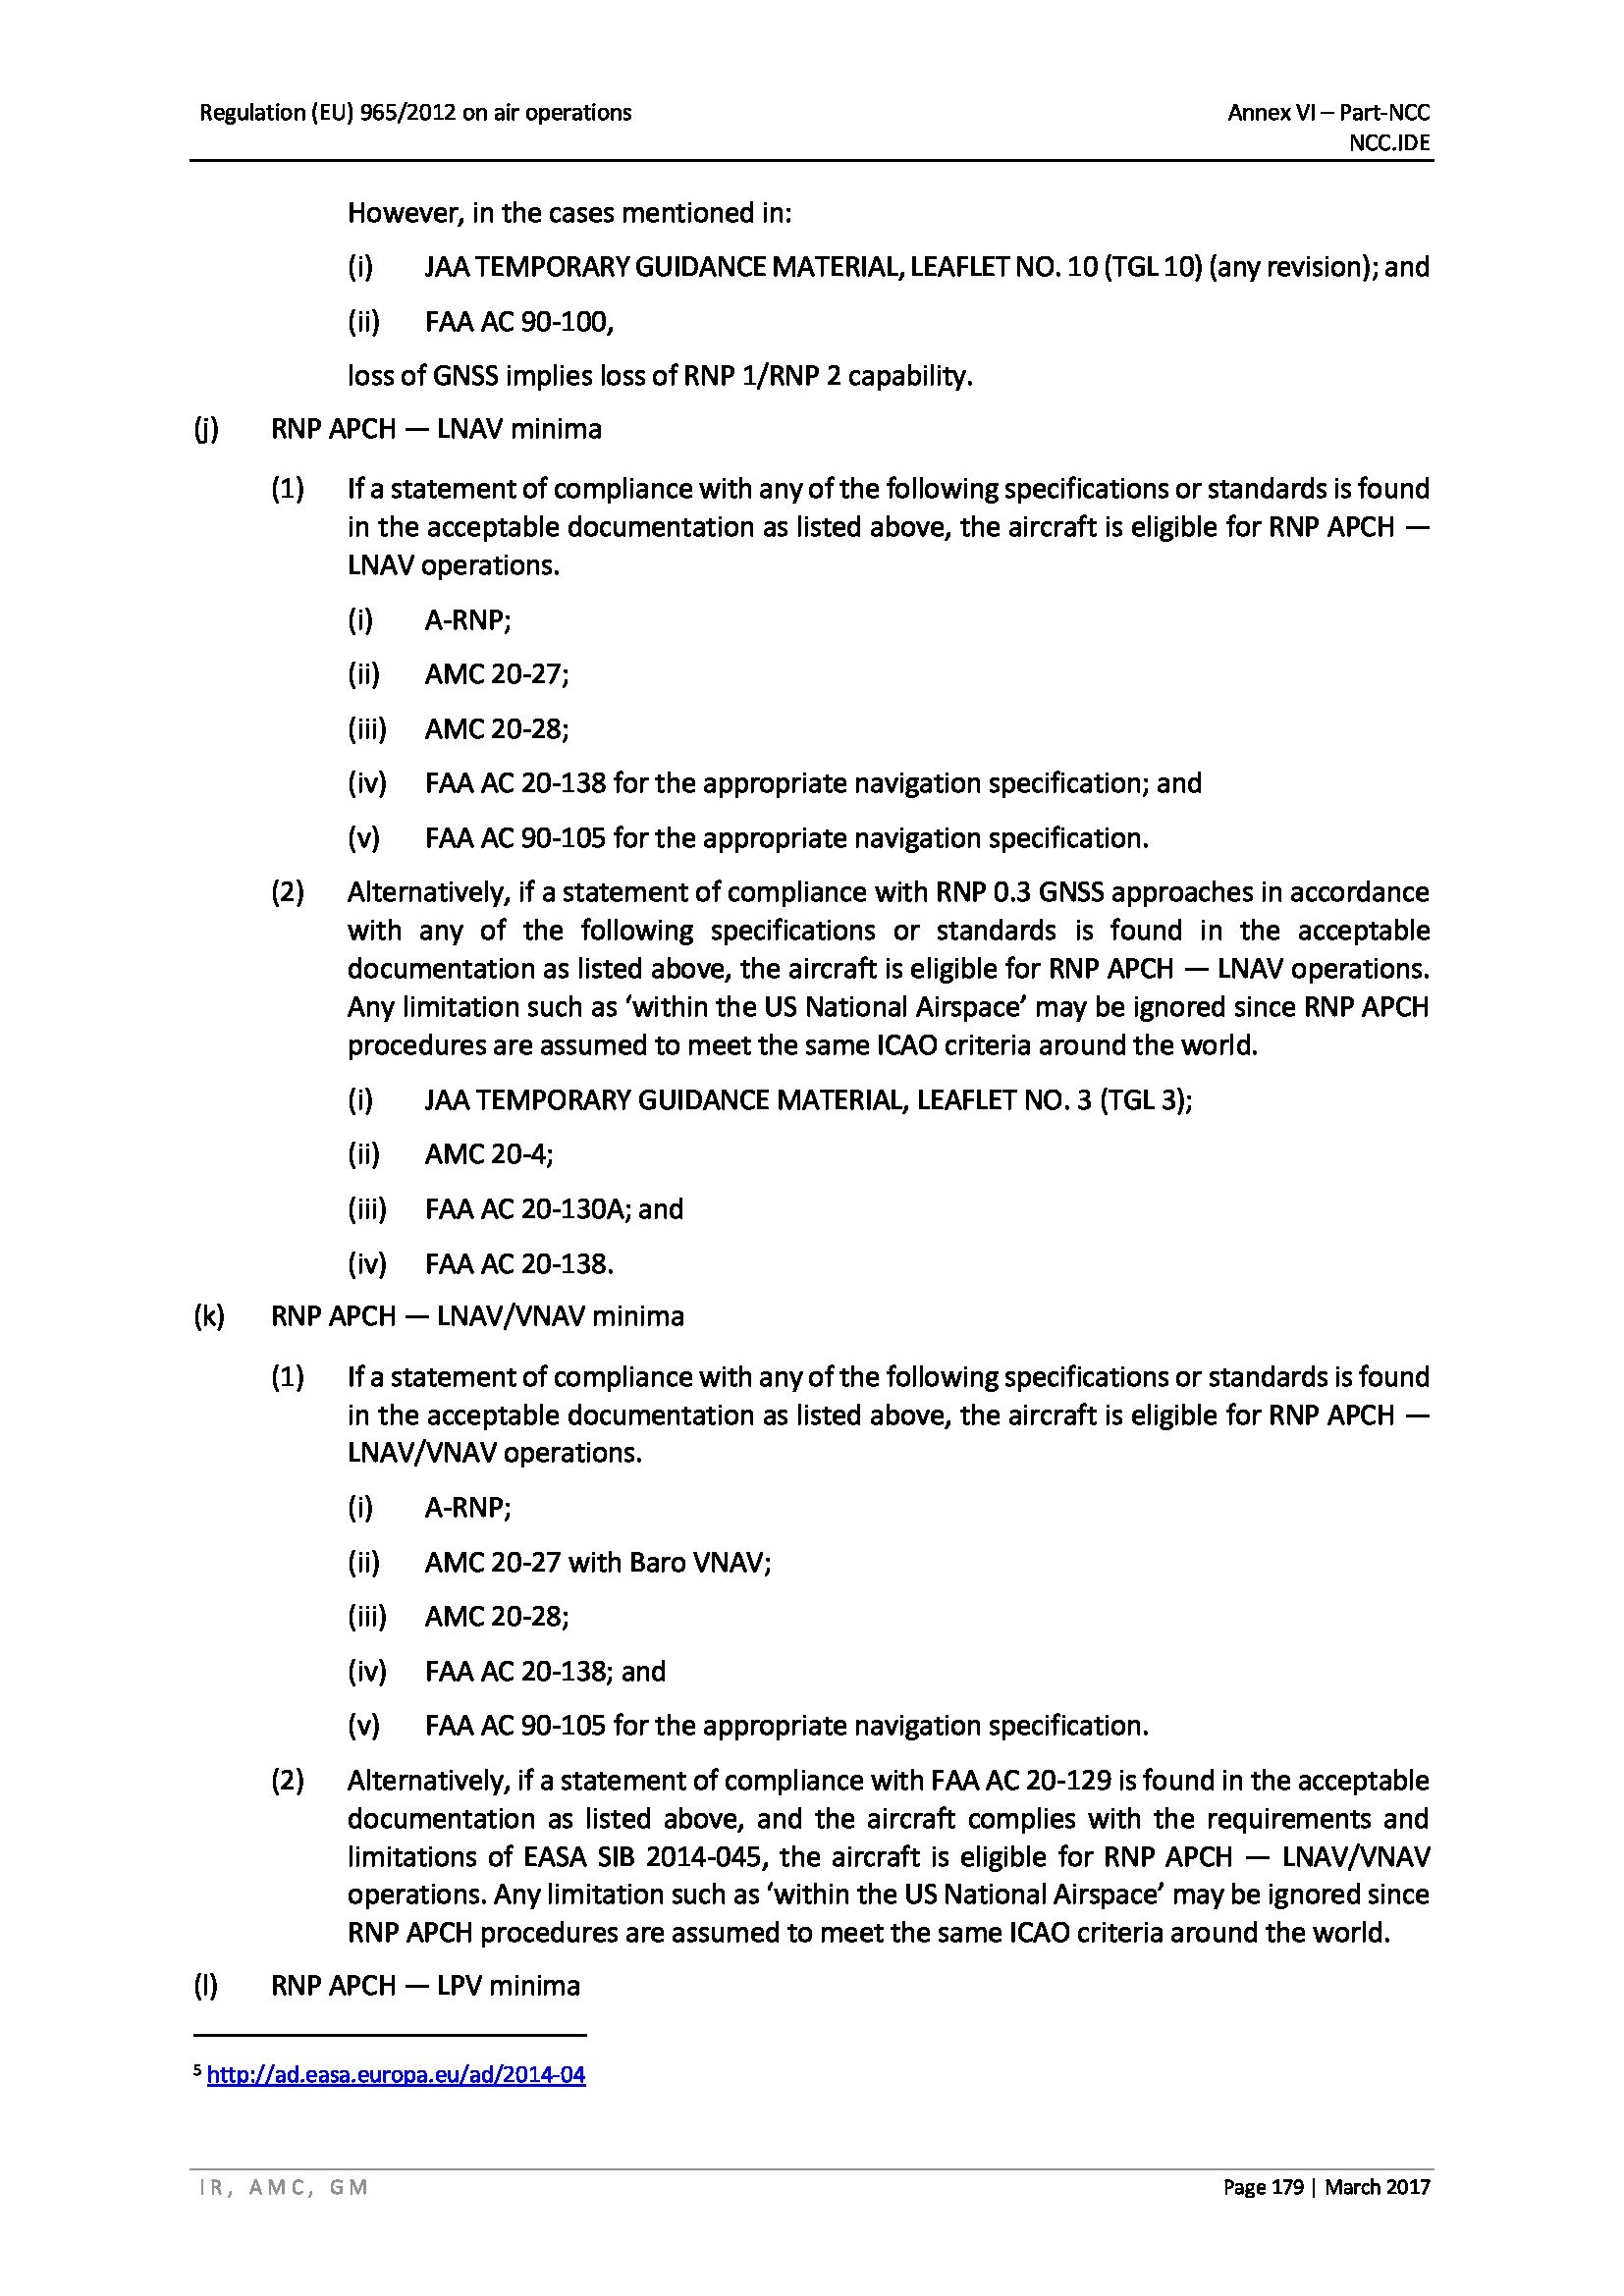 Regulation (EU) 965/2012 on air operations
Annex VI – Part-NCC
NCC.IDE
However, in the cases mentioned in:
(i) JAA TEMPORARY GUIDANCE MATERIAL, LEAFLET NO. 10 (TGL 10) (any revision); and
(ii) FAA AC 90-100,
loss of GNSS implies loss of RNP 1/RNP 2 capability.
(j) RNP APCH — LNAV minima
(1) If a statement of compliance with any of the following specifications or standards is found
in the acceptable documentation as listed above, the aircraft is eligible for RNP APCH —
LNAV operations.
(i) A-RNP;
(ii) AMC 20-27;
(iii) AMC 20-28;
(iv) FAA AC 20-138 for the appropriate navigation specification; and
(v) FAA AC 90-105 for the appropriate navigation specification.
(2) Alternatively, if a statement of compliance with RNP 0.3 GNSS approaches in accordance
with any of the following specifications or standards is found in the acceptable
documentation as listed above, the aircraft is eligible for RNP APCH — LNAV operations.
Any limitation such as ‘within the US National Airspace’ may be ignored since RNP APCH
procedures are assumed to meet the same ICAO criteria around the world.
(i) JAA TEMPORARY GUIDANCE MATERIAL, LEAFLET NO. 3 (TGL 3);
(ii) AMC 20-4;
(iii) FAA AC 20-130A; and
(iv) FAA AC 20-138.
(k) RNP APCH — LNAV/VNAV minima
(1) If a statement of compliance with any of the following specifications or standards is found
in the acceptable documentation as listed above, the aircraft is eligible for RNP APCH —
LNAV/VNAV operations.
(i) A-RNP;
(ii) AMC 20-27 with Baro VNAV;
(iii) AMC 20-28;
(iv) FAA AC 20-138; and
(v) FAA AC 90-105 for the appropriate navigation specification.
(2) Alternatively, if a statement of compliance with FAA AC 20-129 is found in the acceptable
documentation as listed above, and the aircraft complies with the requirements and
limitations of EASA SIB 2014-045, the aircraft is eligible for RNP APCH — LNAV/VNAV
operations. Any limitation such as ‘within the US National Airspace’ may be ignored since
RNP APCH procedures are assumed to meet the same ICAO criteria around the world.
(l) RNP APCH — LPV minima
5 http://ad.easa.europa.eu/ad/2014-04
IR, AMC, GM
Page 179 | March 2017